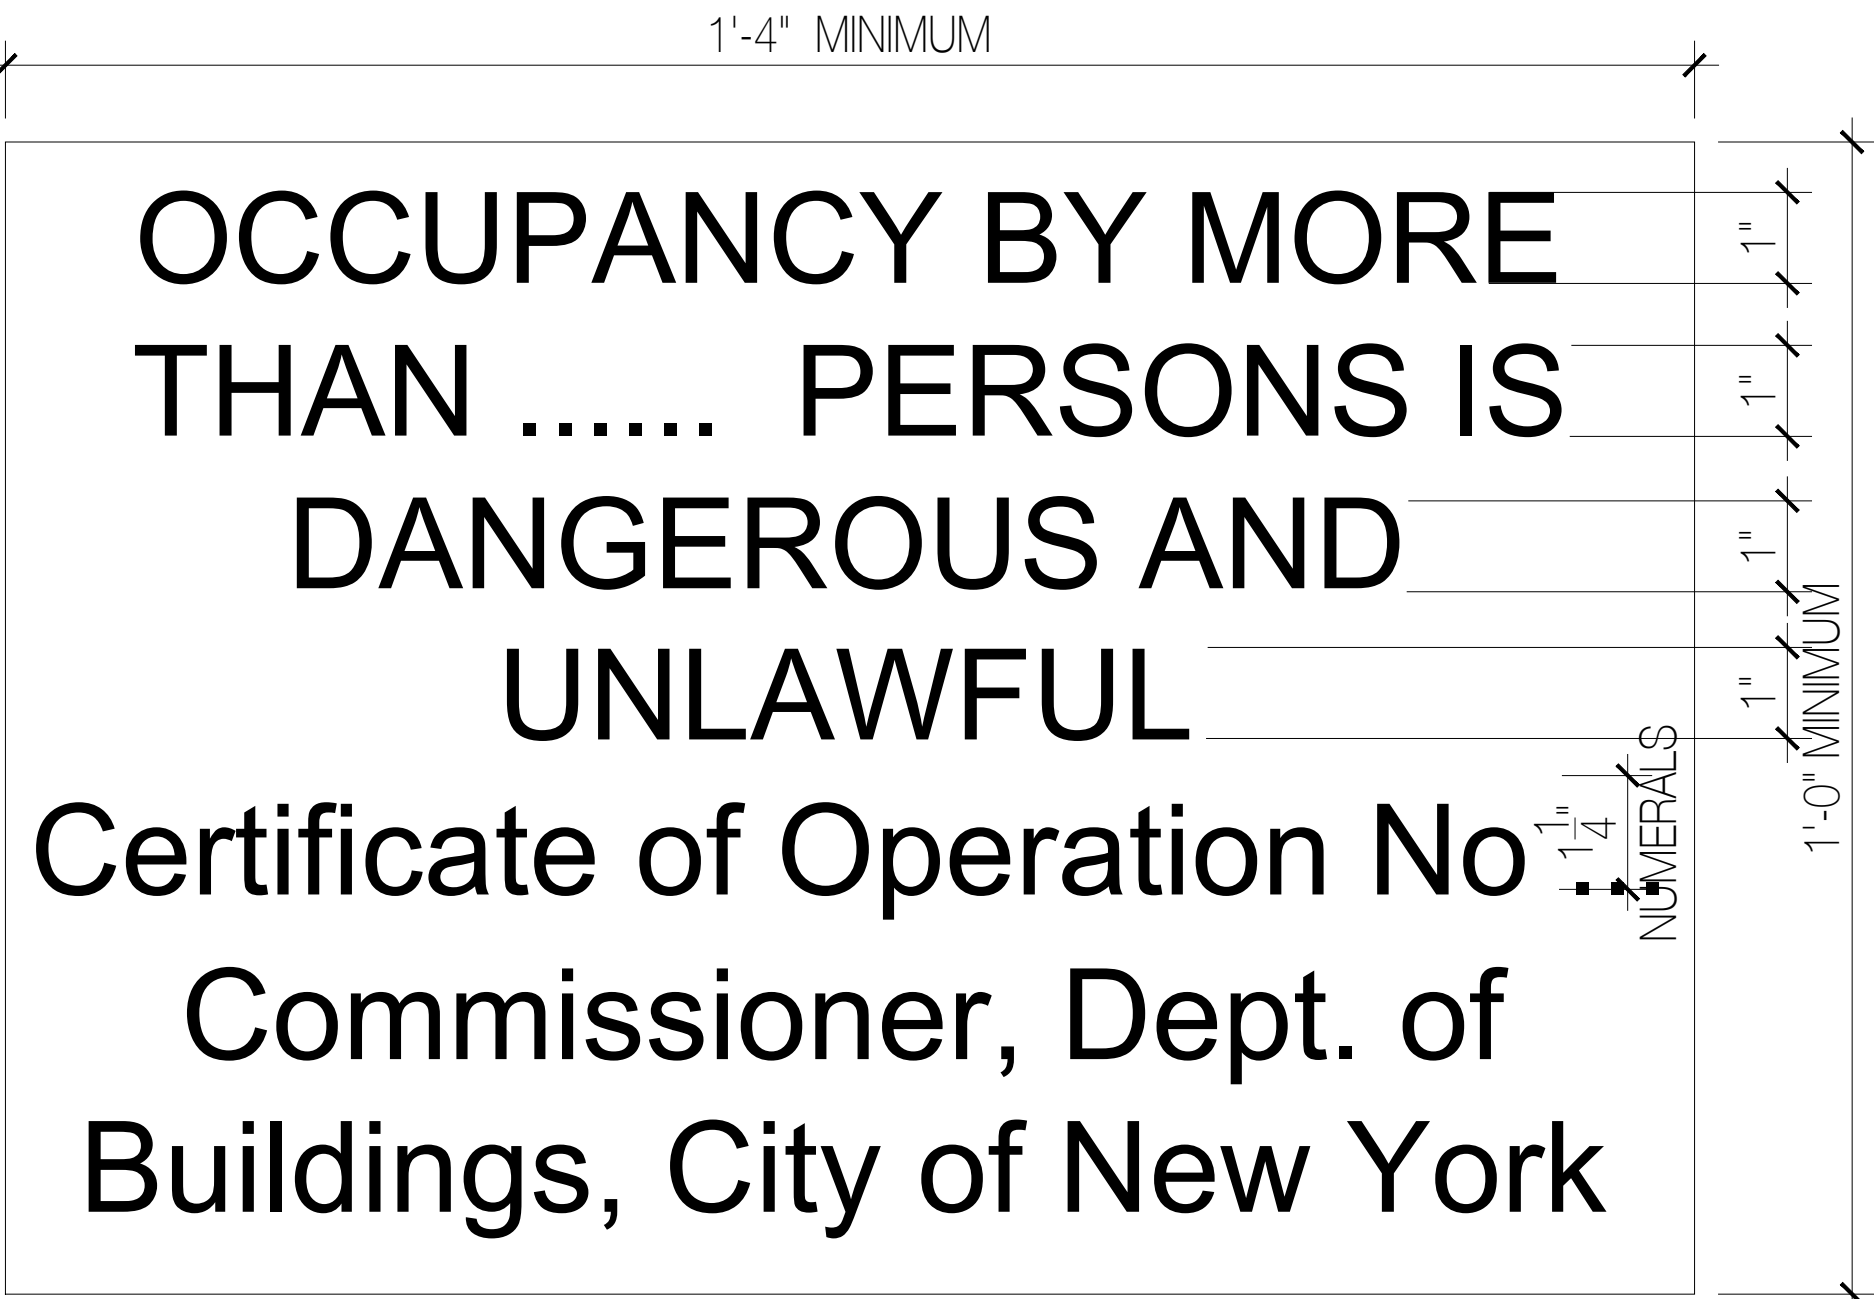 1'-4" MINIMUM
OCCUPANCY BY MORE
1"
THAN ...... PERSONS IS
1"
DANGEROUS AND
1"
UNLAWFUL
1"
1'-0" MINIMUM
Certificate of Operation No ...
1 1/4"
NUMERALS
Commissioner, Dept. of
Buildings, City of New York